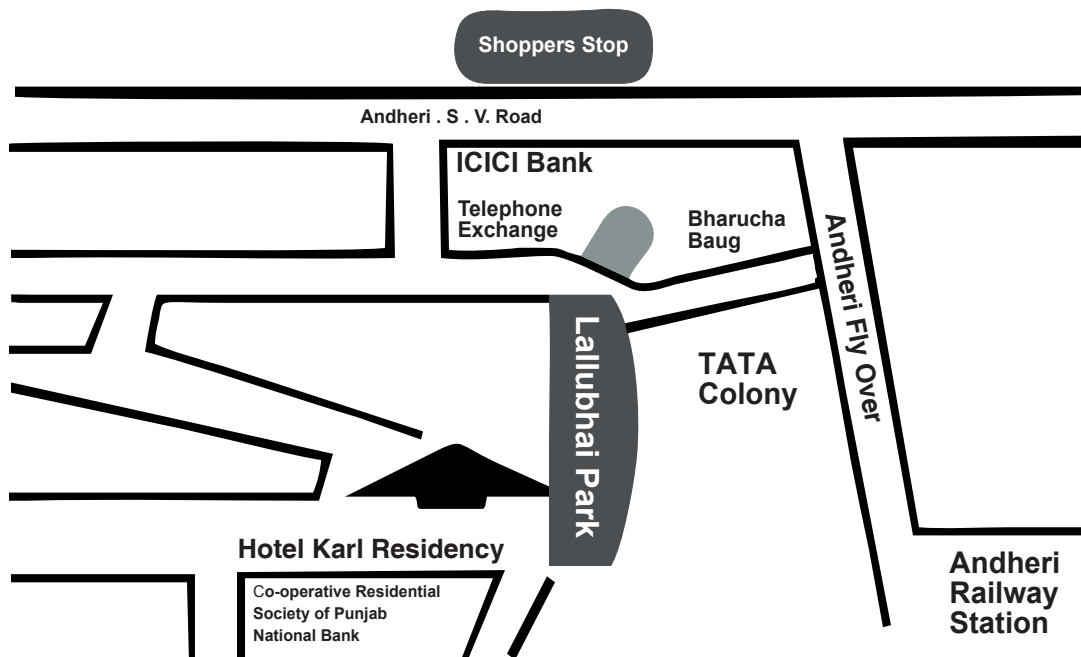 Shoppers Stop
Andheri . S . V. Road
ICICI Bank
Telephone
Exchange
Bharucha
Baug
Andheri Fly Over
Lallubhai Park
TATA
Colony
Hotel Karl Residency
Co-operative Residential
Society of Punjab
National Bank
Andheri
Railway
Station